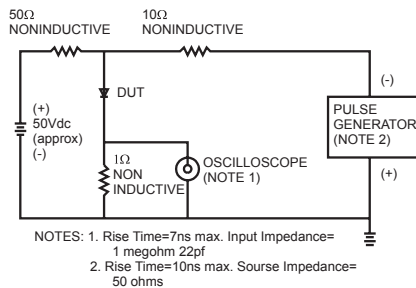 50Ω
NONINDUCTIVE
10Ω
NONINDUCTIVE
(+)
50Vdc
(approx)
(-)
DUT
1Ω
NON
INDUCTIVE
OSCILLOSCOPE
(NOTE 1)
(-)
PULSE
GENERATOR
(NOTE 2)
(+)
NOTES: 1. Rise Time=7ns max. Input Impedance=
1 megohm 22pf
2. Rise Time=10ns max. Sourse Impedance=
50 ohms